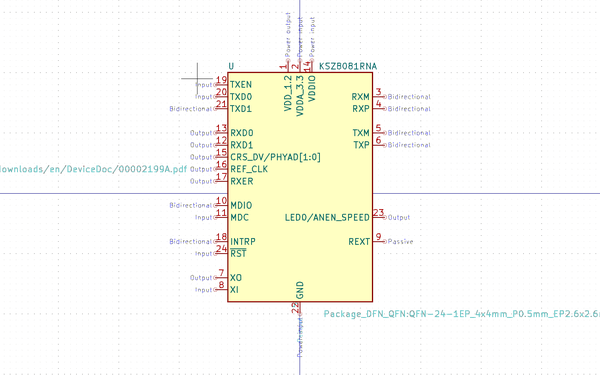 Power output
Power input
Power input
1
2
14
U
KSZ8081RNA
VDD_1.2
VDDA_3.3
VDDIO
Input 19 TXEN
Input 20 TXD0
Bidirectional 21 TXD1
RXM 3 Bidirectional
RXP 4 Bidirectional
Output 13 RXD0
Output 12 RXD1
TXM 5 Bidirectional
TXP 6 Bidirectional
Output 15 CRS_DV/PHYAD[1:0]
ownloads/en/DeviceDoc/00002199A.pdf
Output 16 REF_CLK
Output 17 RXER
Bidirectional 10 MDIO
Input 11 MDC
LED0/ANEN_SPEED 23 Output
Bidirectional 18 INTRP
Input 24 RST
REXT 9 Passive
Output 7 XO
Input 8 XI
GND
22
Power input
Package_DFN_QFN:QFN-24-1EP_4x4mm_P0.5mm_EP2.6x2.6